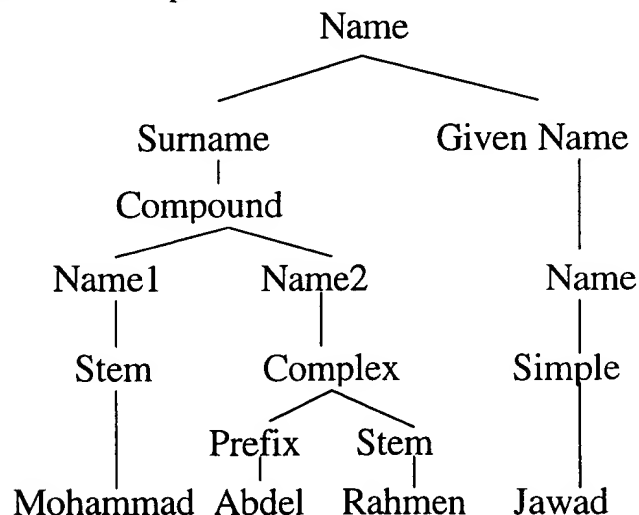 Name
Surname Given Name
Compound
Name1 Name2 Name
Stem Complex Simple
Prefix Stem
Mohammad Abdel Rahmen Jawad